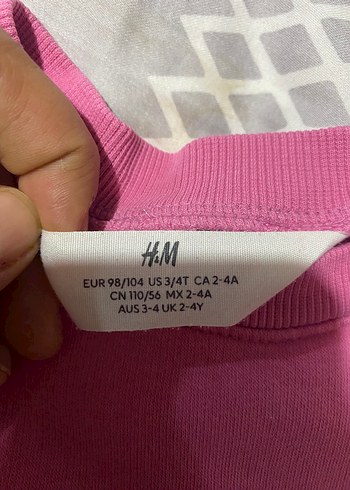 H&M
EUR 98/104 US 3/4T CA 2-4A
CN 110/56 MX 2-4A
AUS 3-4 UK 2-4Y